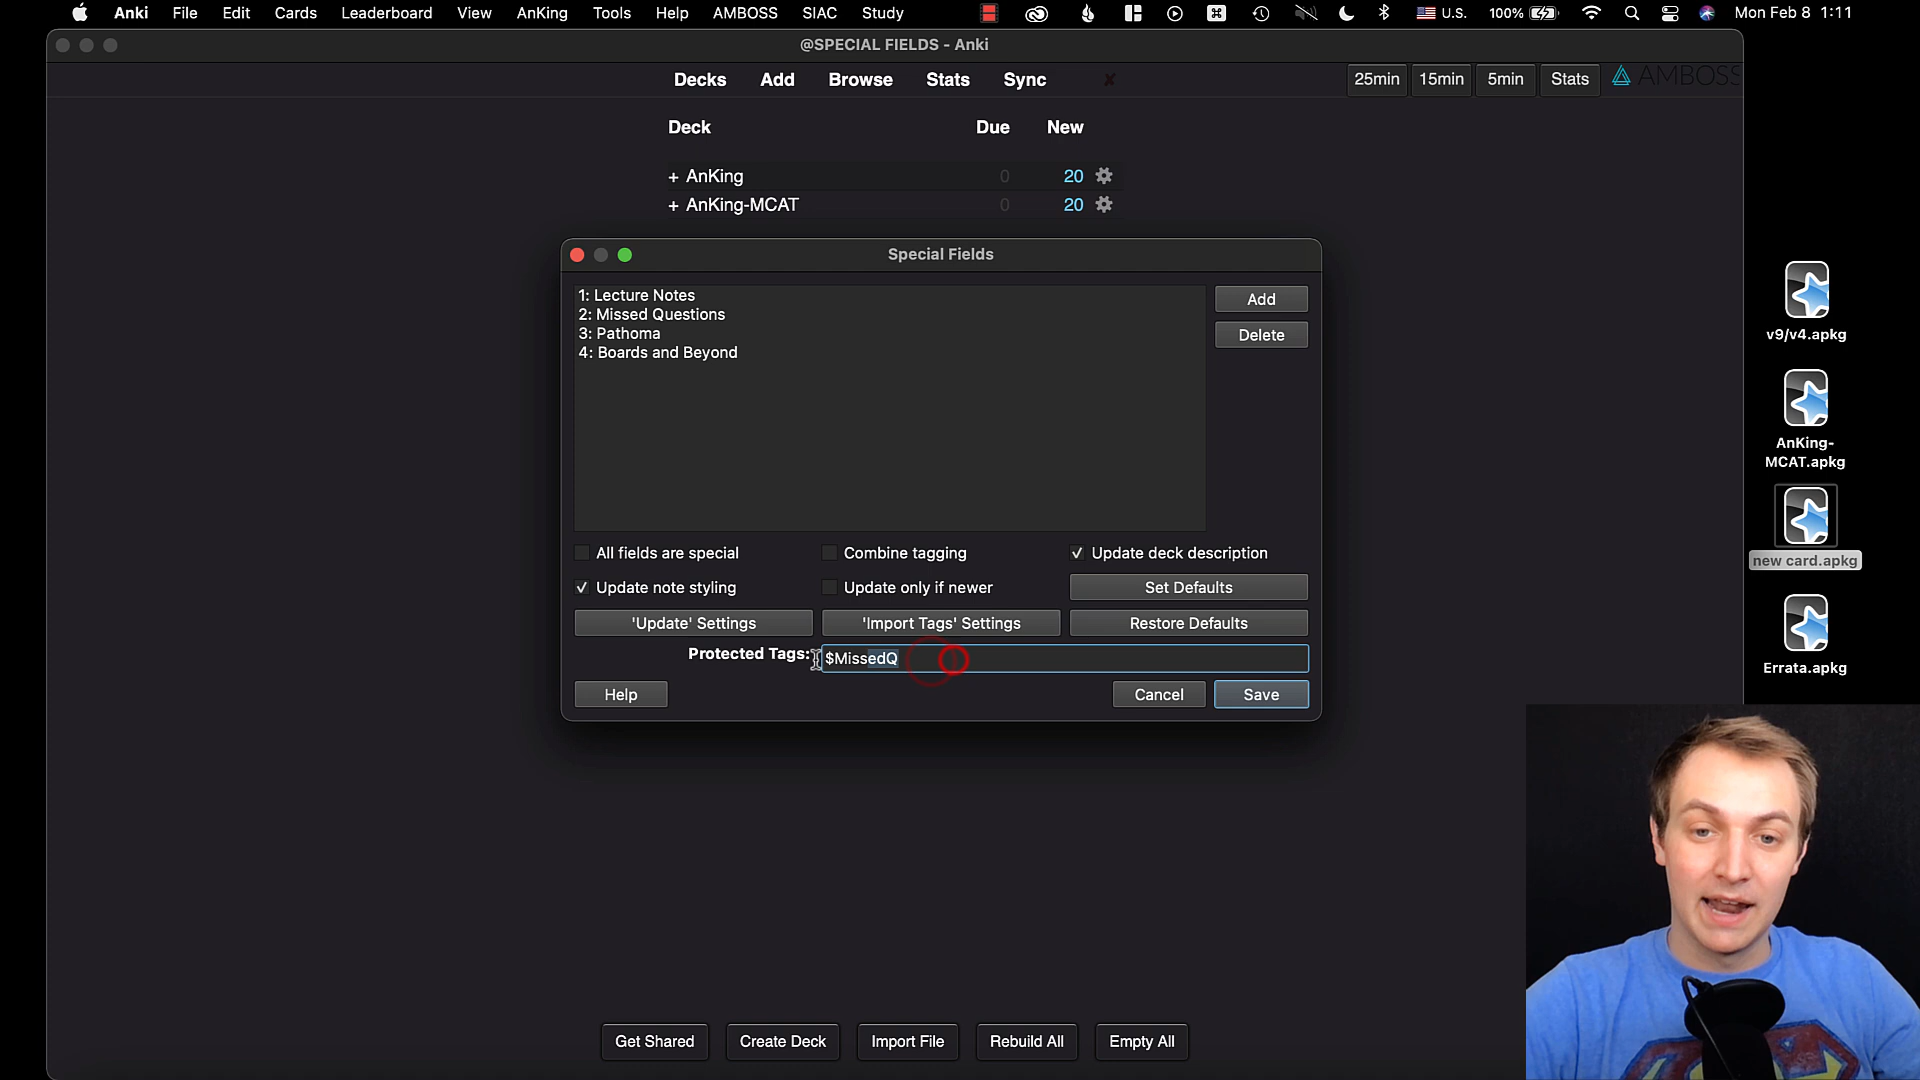 Anki File Edit Cards Leaderboard View AnKing Tools Help AMBOSS SIAC Study U.S. 100% Mon Feb 8 1:11
@SPECIAL FIELDS - Anki
Decks Add Browse Stats Sync 25min 15min 5min Stats AMBOSS
Deck Due New
+ AnKing 0 20
+ AnKing-MCAT 0 20
Special Fields
1: Lecture Notes
2: Missed Questions
3: Pathoma
4: Boards and Beyond
Add
Delete
All fields are special Combine tagging Update deck description
Update note styling Update only if newer Set Defaults
'Update' Settings 'Import Tags' Settings Restore Defaults
Protected Tags: $MissedQ
Help Cancel Save
v9/v4.apkg
AnKing-
MCAT.apkg
new card.apkg
Errata.apkg
Get Shared Create Deck Import File Rebuild All Empty All